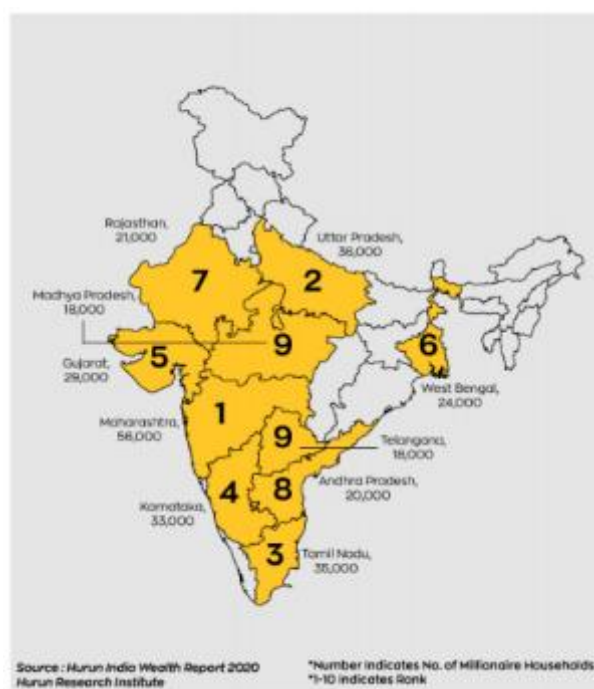 Rajasthan,
21,000
Uttar Pradesh,
36,000
7
2
Madhya Pradesh,
18,000
9
6
5
Gujarat,
29,000
West Bengal,
24,000
1
Maharashtra,
56,000
9
Telangana,
18,000
8
Andhra Pradesh,
20,000
4
Karnataka,
33,000
3
Tamil Nadu,
35,000
Source : Hurun India Wealth Report 2020
Hurun Research Institute
*Number Indicates No. of Millionaire Households
*1-10 Indicates Rank